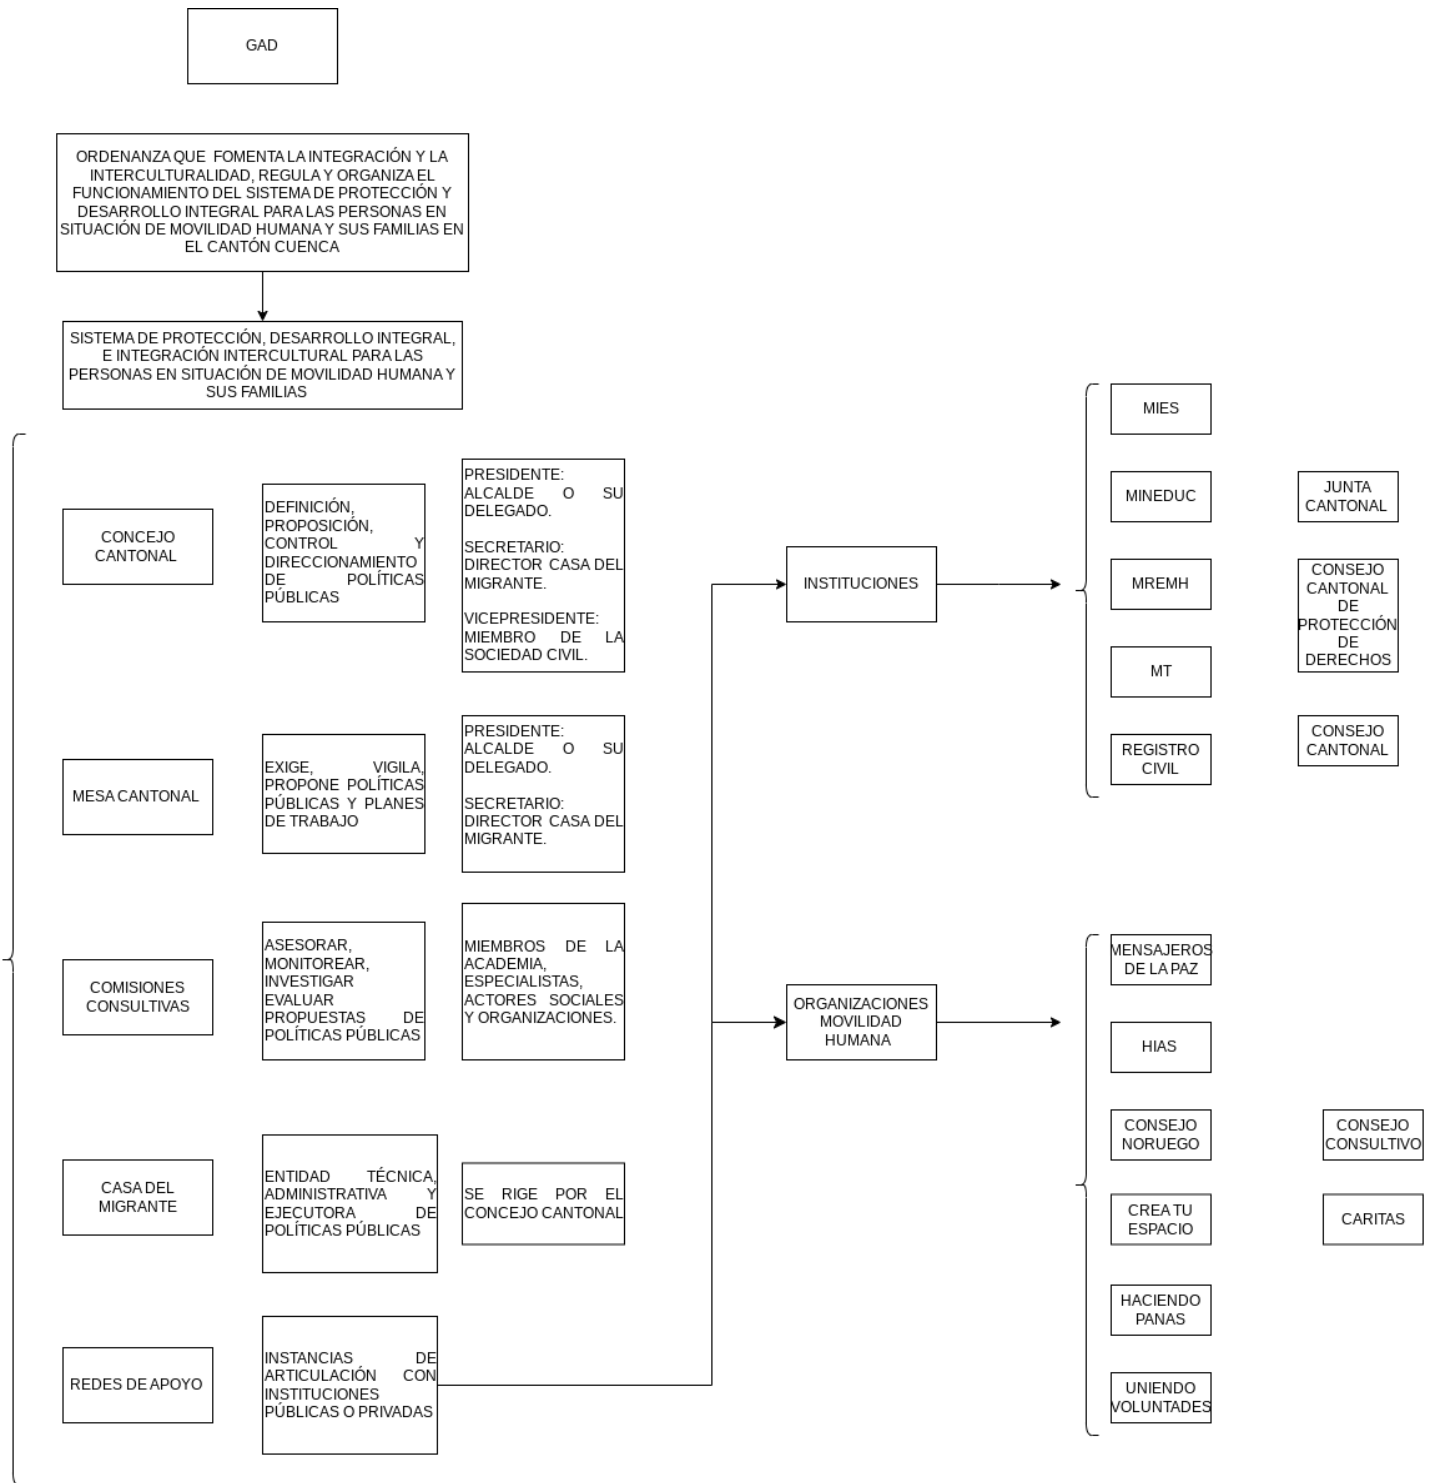 GAD
ORDENANZA QUE FOMENTA LA INTEGRACIÓN Y LA
INTERCULTURALIDAD, REGULA Y ORGANIZA EL
FUNCIONAMIENTO DEL SISTEMA DE PROTECCIÓN Y
DESARROLLO INTEGRAL PARA LAS PERSONAS EN
SITUACIÓN DE MOVILIDAD HUMANA Y SUS FAMILIAS EN
EL CANTÓN CUENCA
SISTEMA DE PROTECCIÓN, DESARROLLO INTEGRAL,
E INTEGRACIÓN INTERCULTURAL PARA LAS
PERSONAS EN SITUACIÓN DE MOVILIDAD HUMANA Y
SUS FAMILIAS
CONCEJO
CANTONAL
DEFINICIÓN,
PROPOSICIÓN,
CONTROL Y
DIRECCIONAMIENTO
DE POLÍTICAS
PÚBLICAS
PRESIDENTE:
ALCALDE O SU
DELEGADO.
SECRETARIO:
DIRECTOR CASA DEL
MIGRANTE.
VICEPRESIDENTE:
MIEMBRO DE LA
SOCIEDAD CIVIL.
MESA CANTONAL
EXIGE, VIGILA,
PROPONE POLÍTICAS
PÚBLICAS Y PLANES
DE TRABAJO
PRESIDENTE:
ALCALDE O SU
DELEGADO.
SECRETARIO:
DIRECTOR CASA DEL
MIGRANTE.
COMISIONES
CONSULTIVAS
ASESORAR,
MONITOREAR,
INVESTIGAR
EVALUAR
PROPUESTAS DE
POLÍTICAS PÚBLICAS
MIEMBROS DE LA
ACADEMIA,
ESPECIALISTAS,
ACTORES SOCIALES
Y ORGANIZACIONES.
CASA DEL
MIGRANTE
ENTIDAD TÉCNICA,
ADMINISTRATIVA Y
EJECUTORA DE
POLÍTICAS PÚBLICAS
SE RIGE POR EL
CONCEJO CANTONAL
REDES DE APOYO
INSTANCIAS DE
ARTICULACIÓN CON
INSTITUCIONES
PÚBLICAS O PRIVADAS
INSTITUCIONES
MIES
MINEDUC
MREMH
MT
REGISTRO
CIVIL
JUNTA
CANTONAL
CONSEJO
CANTONAL
DE
PROTECCIÓN
DE
DERECHOS
CONSEJO
CANTONAL
ORGANIZACIONES
MOVILIDAD
HUMANA
MENSAJEROS
DE LA PAZ
HIAS
CONSEJO
NORUEGO
CREA TU
ESPACIO
HACIENDO
PANAS
UNIENDO
VOLUNTADES
CONSEJO
CONSULTIVO
CARITAS